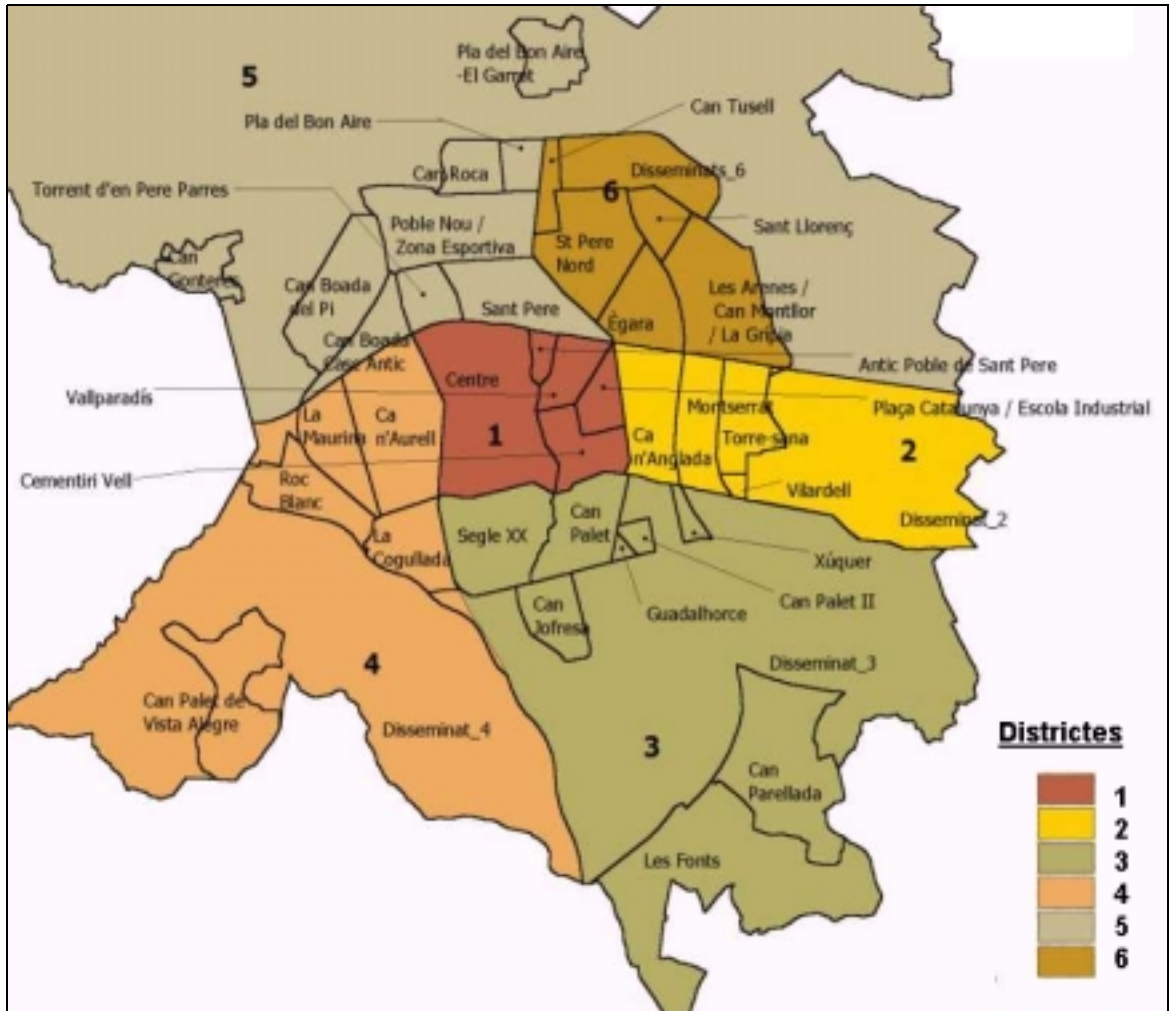 Pla del Bon Aire
-El Garrot
5
Can Tusell
Pla del Bon Aire
Can Roca
Disseminats_6
Torrent d'en Pere Parres
6
Poble Nou /
Zona Esportiva
Sant Llorenç
St Pere
Nord
Can
Gonteres
Can Boada
del Pi
Les Arenes /
Can Montllor
/ La Grípia
Sant Pere
Ègara
Can Boada
Casc Antic
Antic Poble de Sant Pere
Centre
Vallparadís
Plaça Catalunya / Escola Industrial
Montserrat
La
Maurina
Ca
n'Aurell
1
Ca
n'Anglada
Torre-sana
2
Cementiri Vell
Roc
Blanc
Vilardell
Can
Palet
Disseminat_2
Segle XX
La
Cogullada
Xúquer
Can Palet II
Can
Jofresa
Guadalhorce
4
Disseminat_3
Can Palet de
Vista Alegre
Disseminat_4
3
Districtes
Can
Parellada
1
2
3
4
5
6
Les Fonts